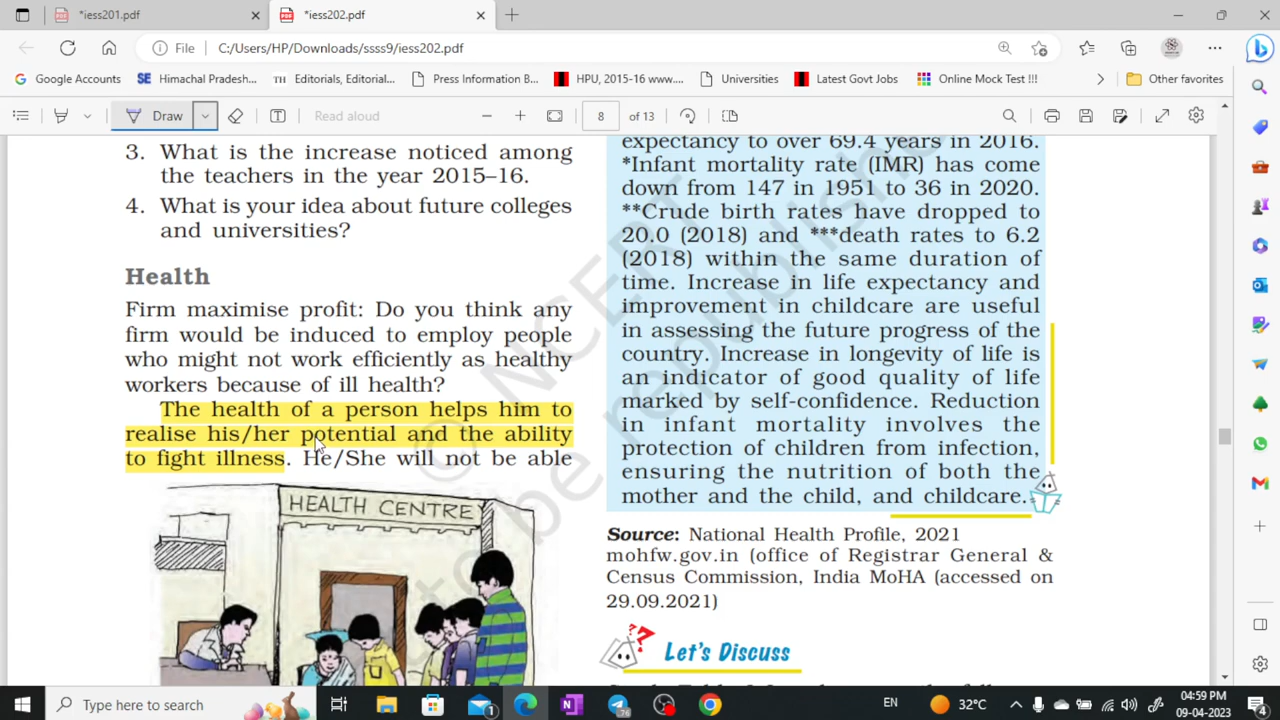 *iess201.pdf
*iess202.pdf
File
C:/Users/HP/Downloads/ssss9/iess202.pdf
Google Accounts
SE Himachal Pradesh...
TH Editorials, Editorial...
Press Information B...
HPU, 2015-16 www....
Universities
Latest Govt Jobs
Online Mock Test !!!
Other favorites
Draw
Read aloud
8 of 13
3. What is the increase noticed among
the teachers in the year 2015–16.
4. What is your idea about future colleges
and universities?
Health
Firm maximise profit: Do you think any
firm would be induced to employ people
who might not work efficiently as healthy
workers because of ill health?
The health of a person helps him to
realise his/her potential and the ability
to fight illness. He/She will not be able
HEALTH CENTRE
expectancy to over 69.4 years in 2016.
*Infant mortality rate (IMR) has come
down from 147 in 1951 to 36 in 2020.
**Crude birth rates have dropped to
20.0 (2018) and ***death rates to 6.2
(2018) within the same duration of
time. Increase in life expectancy and
improvement in childcare are useful
in assessing the future progress of the
country. Increase in longevity of life is
an indicator of good quality of life
marked by self-confidence. Reduction
in infant mortality involves the
protection of children from infection,
ensuring the nutrition of both the
mother and the child, and childcare.
Source: National Health Profile, 2021
mohfw.gov.in (office of Registrar General &
Census Commission, India MoHA (accessed on
29.09.2021)
Let's Discuss
© NCERT
to be republishe
Type here to search
1
76
EN
32°C
04:59 PM
09-04-2023
4